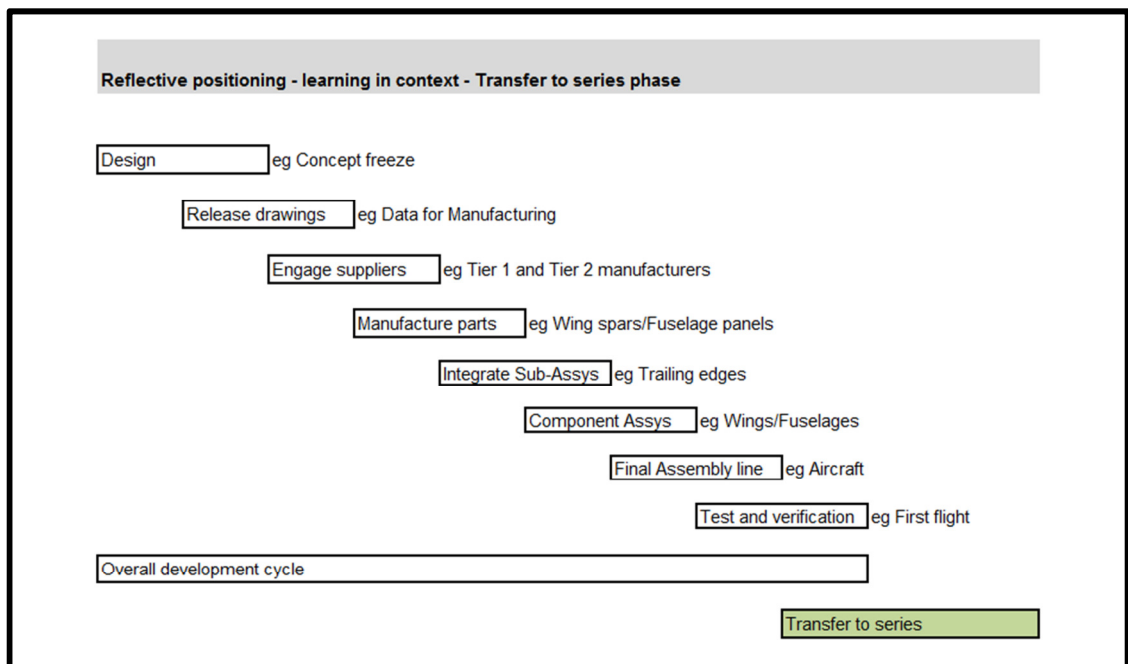 Reflective positioning - learning in context - Transfer to series phase
Design eg Concept freeze
Release drawings eg Data for Manufacturing
Engage suppliers eg Tier 1 and Tier 2 manufacturers
Manufacture parts eg Wing spars/Fuselage panels
Integrate Sub-Assys eg Trailing edges
Component Assys eg Wings/Fuselages
Final Assembly line eg Aircraft
Test and verification eg First flight
Overall development cycle
Transfer to series